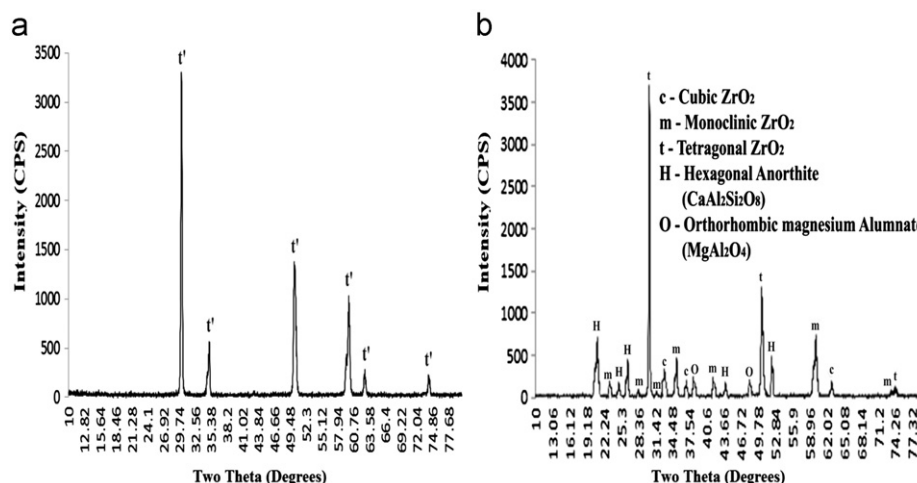 a
3500
3000
2500
2000
1500
1000
500
0
Intensity (CPS)
t'
t'
t'
t'
t'
t'
10
12.82
15.64
18.46
21.28
24.1
26.92
29.74
32.56
35.38
38.2
41.02
43.84
46.66
49.48
52.3
55.12
57.94
60.76
63.58
66.4
69.22
72.04
74.86
77.68
Two Theta (Degrees)
b
4000
3500
3000
2500
2000
1500
1000
500
0
Intensity (CPS)
t
c - Cubic ZrO₂
m - Monoclinic ZrO₂
t - Tetragonal ZrO₂
H - Hexagonal Anorthite
(CaAl₂Si₂O₈)
O - Orthorhombic magnesium Alumnate
(MgAl₂O₄)
H
m
H
H
m
m
c
m
c
O
m
H
O
t
H
m
c
m
t
10
13.06
16.12
19.18
22.24
25.3
28.36
31.42
34.48
37.54
40.6
43.66
46.72
49.78
52.84
55.9
58.96
62.02
65.08
68.14
71.2
74.26
77.32
Two Theta (Degrees)